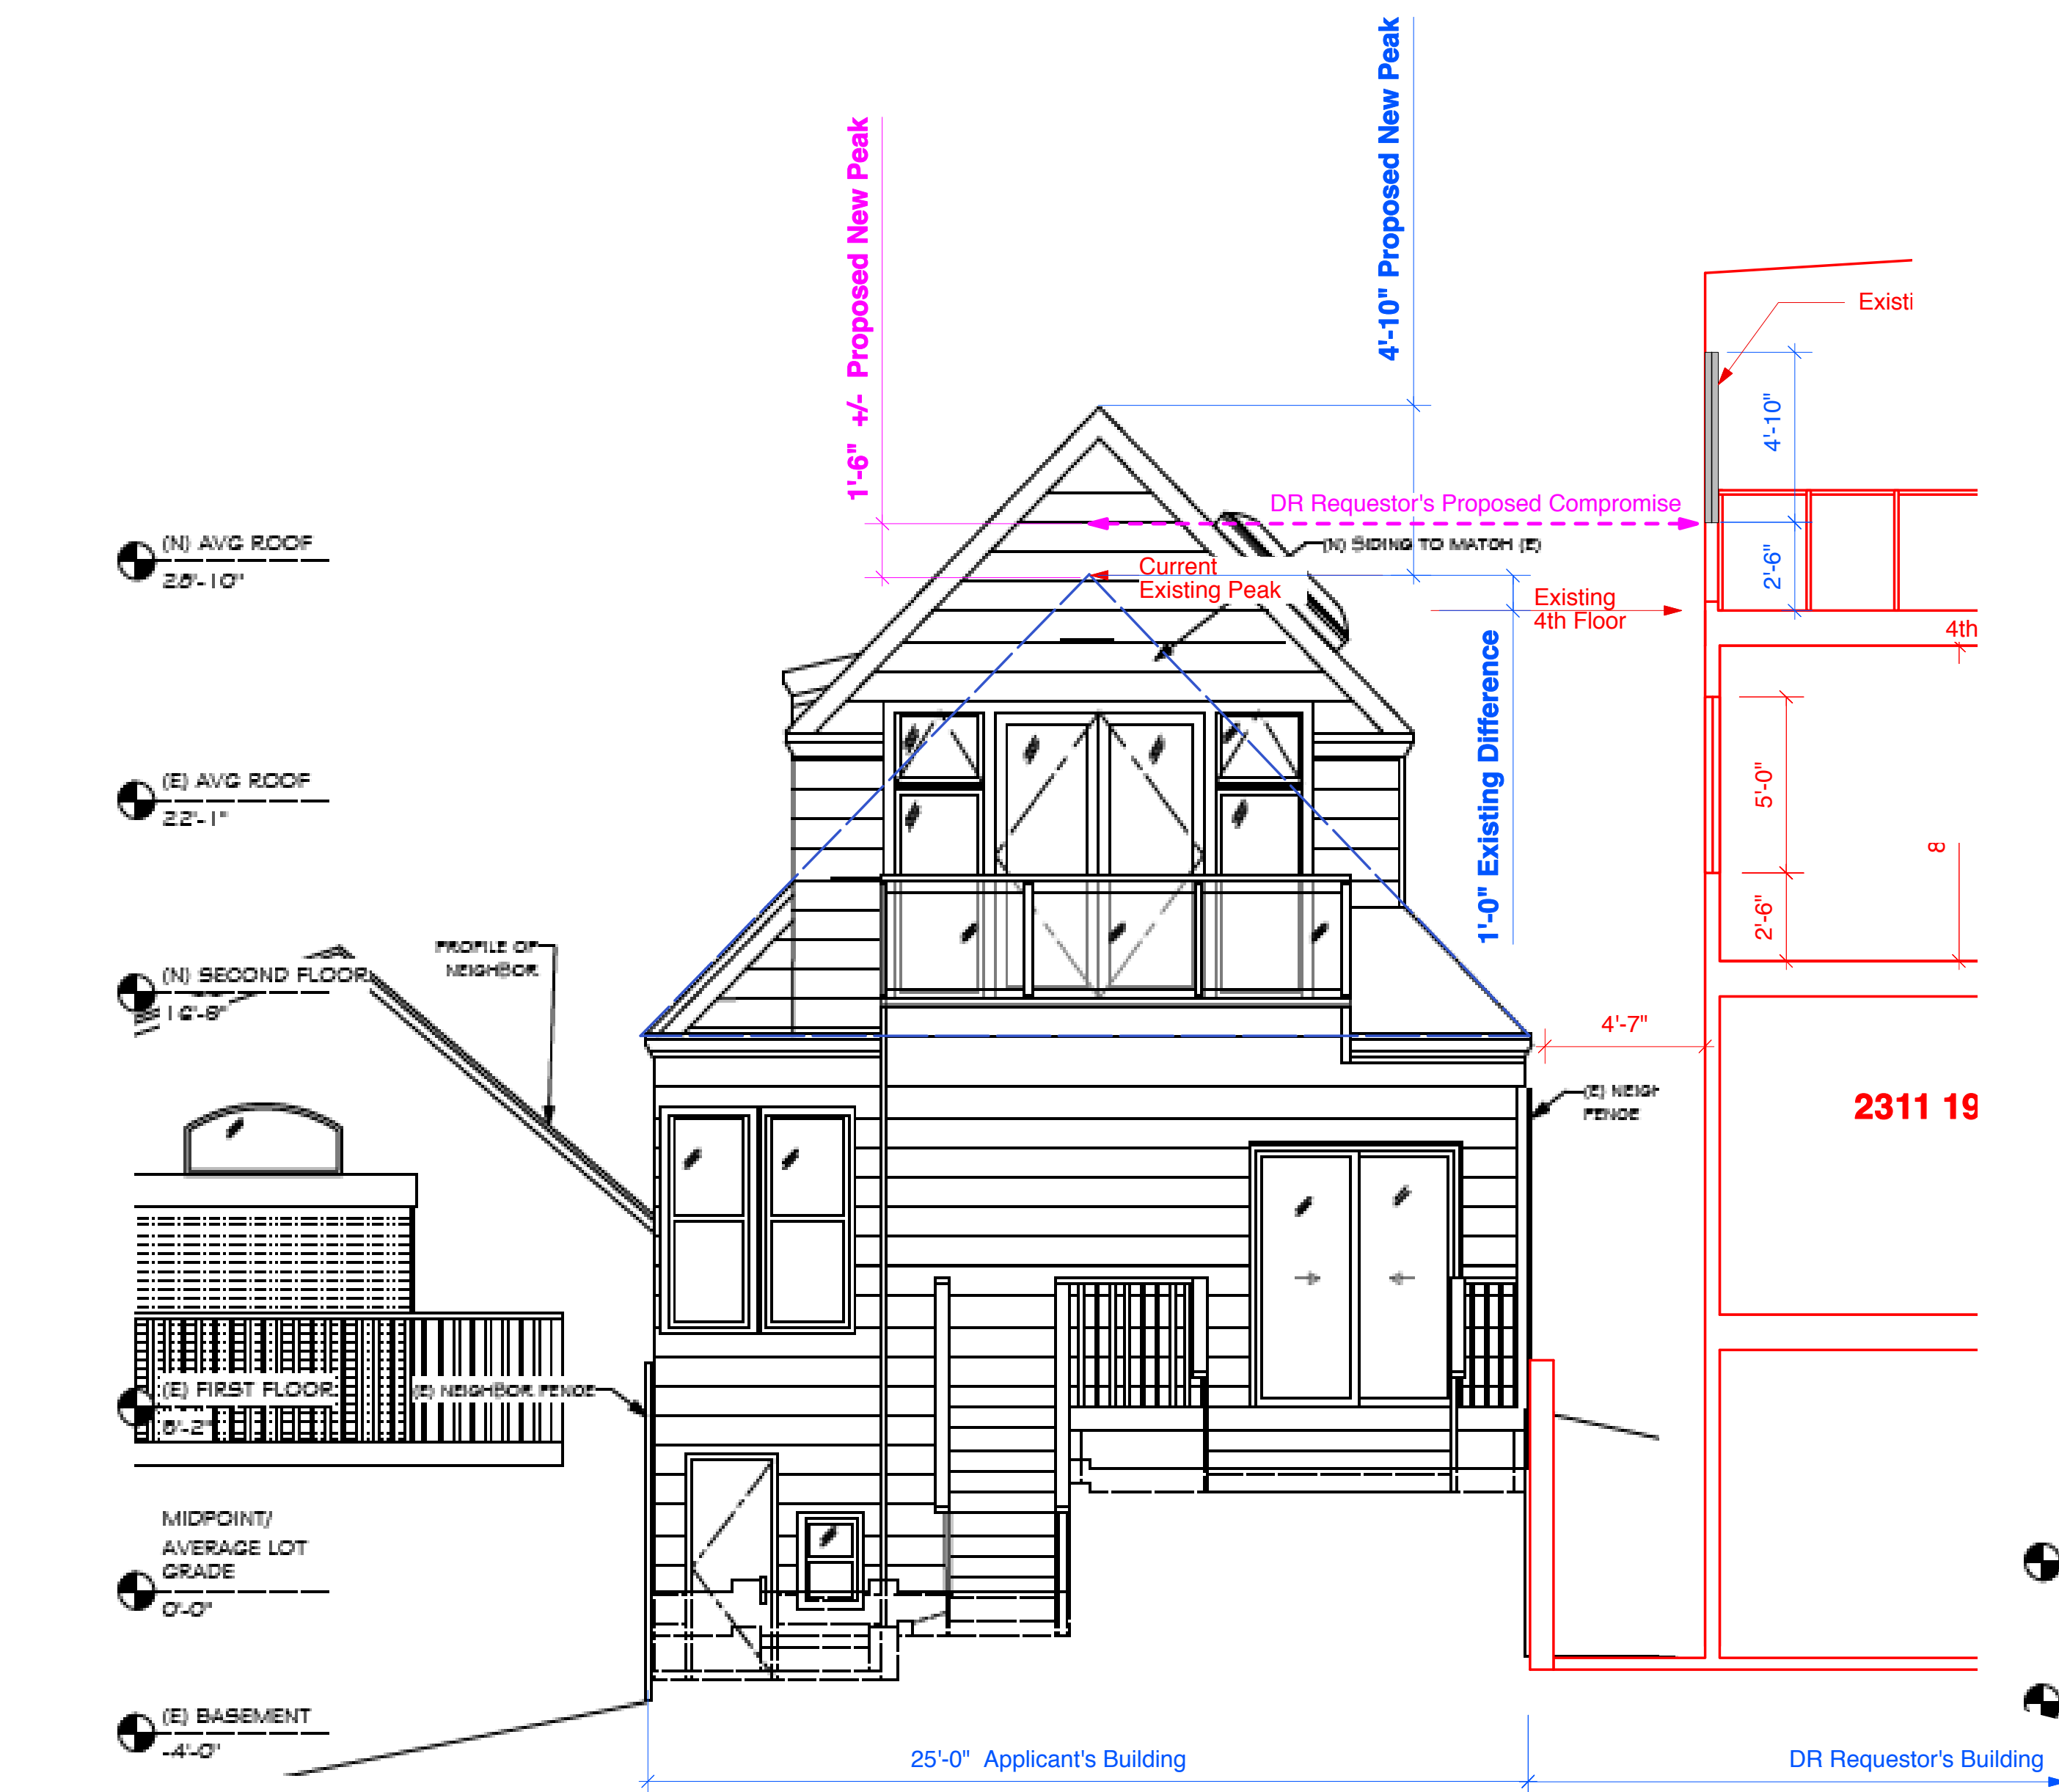 4'-10" Proposed New Peak
1'-6" +/- Proposed New Peak
Existi
4'-10"
DR Requestor's Proposed Compromise
(N) AVG ROOF
28'-10"
(N) SIDING TO MATCH (E)
Current
Existing Peak
2'-6"
Existing
4th Floor
4th
1'-0" Existing Difference
(E) AVG ROOF
22'-1"
5'-0"
8
2'-6"
PROFILE OF
NEIGHBOR
(N) SECOND FLOOR
16'-8"
4'-7"
(E) NEIGH
FENCE
2311 19
(E) FIRST FLOOR
(E) NEIGHBOR FENCE
MIDPOINT/
AVERAGE LOT
GRADE
0'-0"
(E) BASEMENT
-4'-0"
25'-0" Applicant's Building
DR Requestor's Building